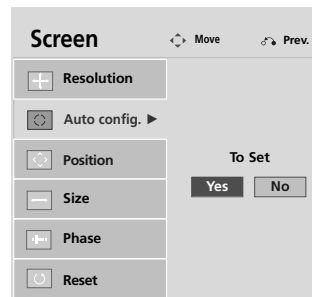 Screen
Move
Prev.
Resolution
Auto config. ►
Position
Size
Phase
Reset
To Set
Yes
No